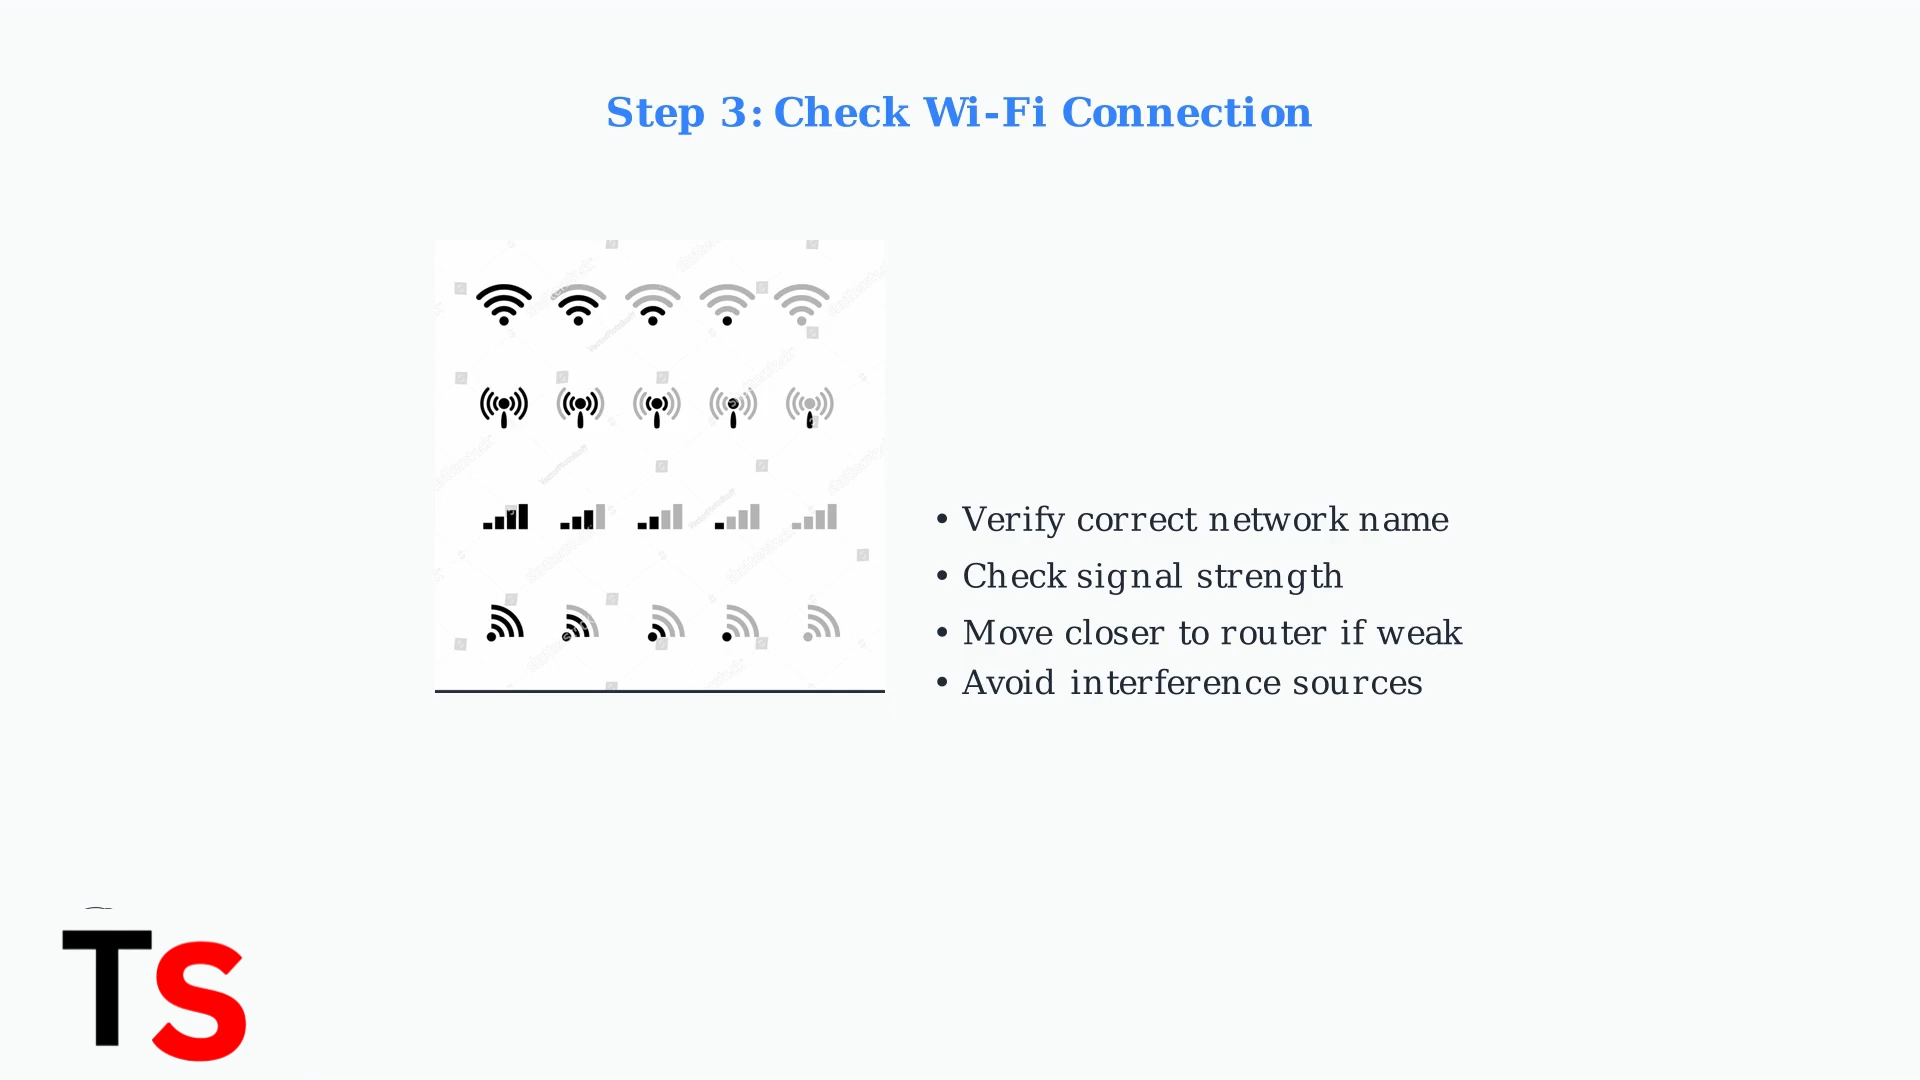 Step 3: Check Wi-Fi Connection
• Verify correct network name
• Check signal strength
• Move closer to router if weak
• Avoid interference sources
TS